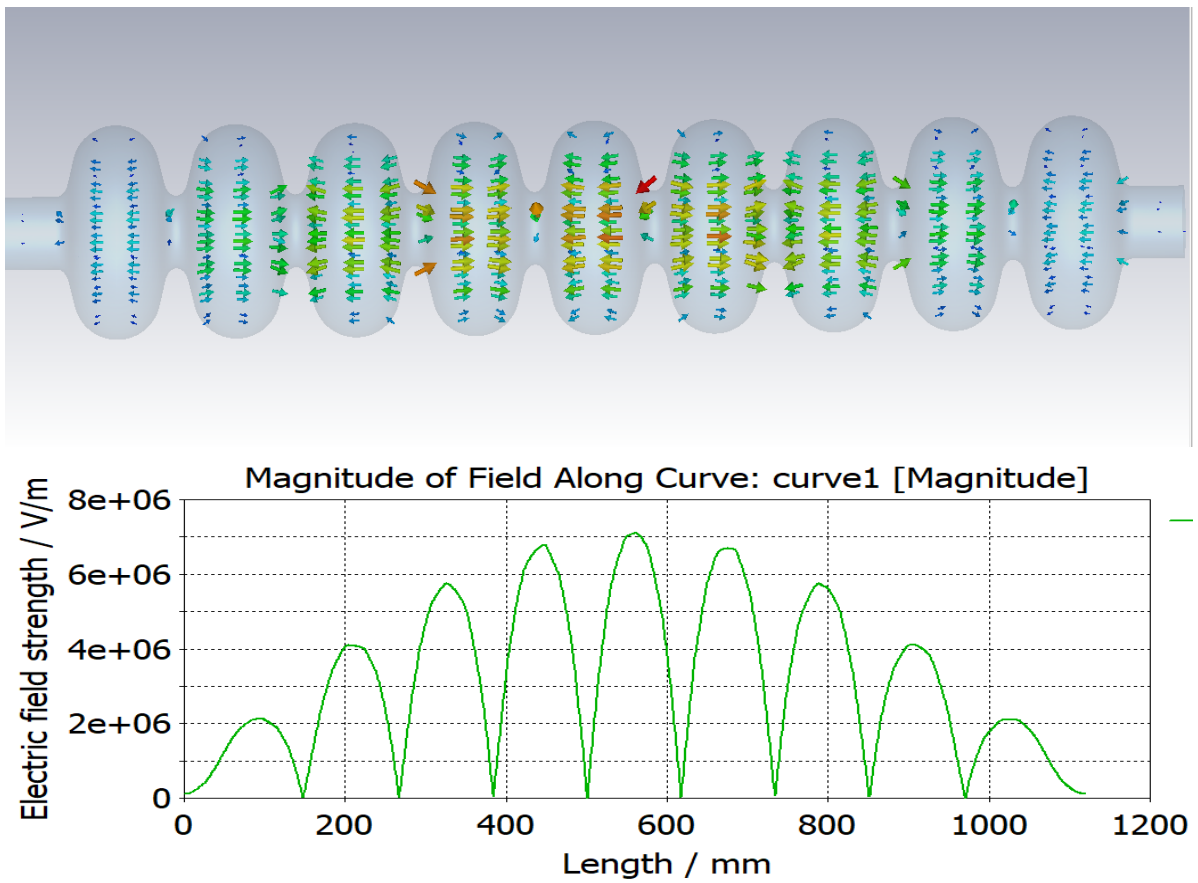 Magnitude of Field Along Curve: curve1 [Magnitude]
Electric field strength / V/m
8e+06
6e+06
4e+06
2e+06
0
0 200 400 600 800 1000 1200
Length / mm